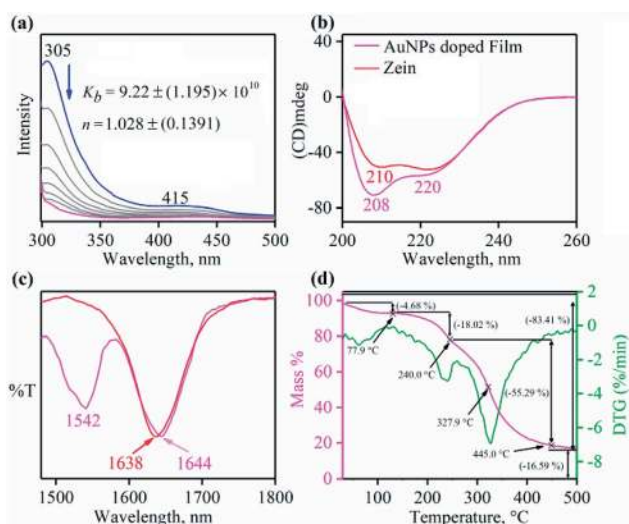 (a)
305
K_b = 9.22 ± (1.195) × 10^10
n = 1.028 ± (0.1391)
415
Intensity
300 350 400 450 500
Wavelength, nm
(b)
AuNPs doped Film
Zein
0
-40
-80
(CD)mdeg
210
220
208
200 220 240 260
Wavelength, nm
(c)
%T
1542
1638 1644
1500 1600 1700 1800
Wavelength, nm
(d)
100
80
60
40
20
0
Mass %
2
0
-2
-4
-6
-8
DTG (%/min)
(-4.68 %)
(-18.02 %)
(-83.41 %)
77.9 °C
240.0 °C
(-55.29 %)
327.9 °C
445.0 °C
(-16.59 %)
100 200 300 400 500
Temperature, °C